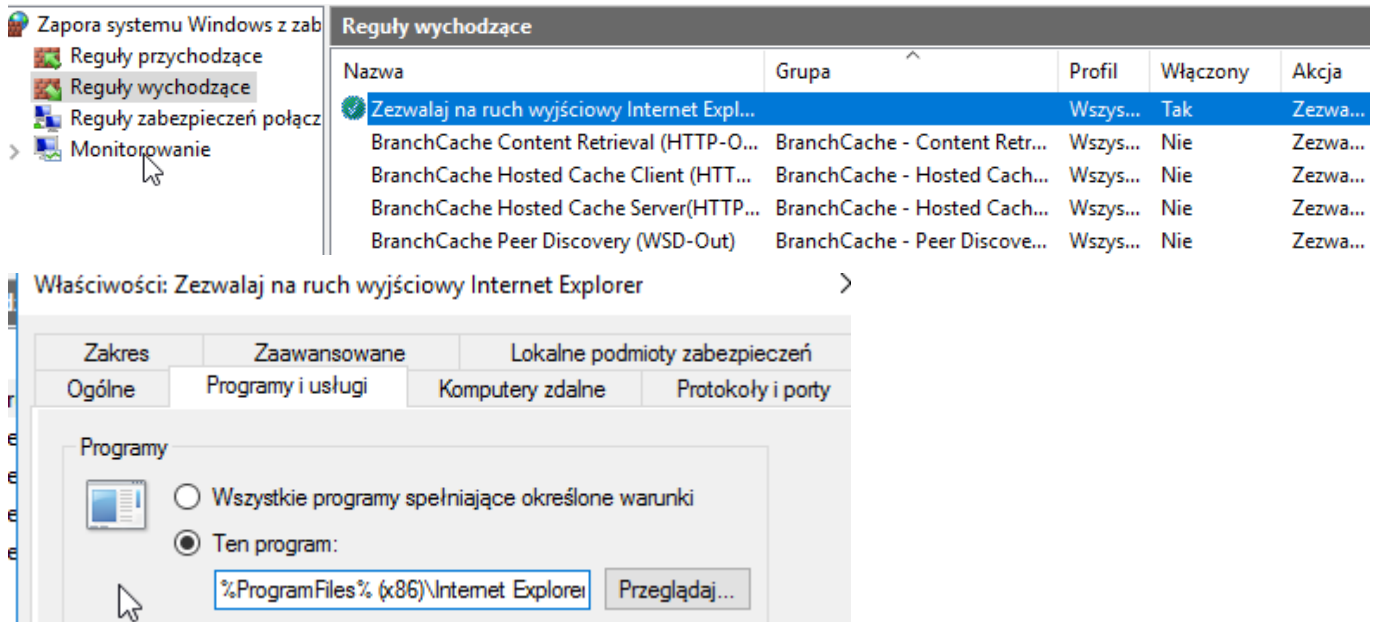 Zapora systemu Windows z zab
Reguły przychodzące
Reguły wychodzące
Reguły zabezpieczeń połącz
Monitorowanie
Reguły wychodzące
Nazwa Grupa Profil Włączony Akcja
Zezwalaj na ruch wyjściowy Internet Expl... Wszys... Tak Zezwa...
BranchCache Content Retrieval (HTTP-O... BranchCache - Content Retr... Wszys... Nie Zezwa...
BranchCache Hosted Cache Client (HTT... BranchCache - Hosted Cach... Wszys... Nie Zezwa...
BranchCache Hosted Cache Server(HTTP... BranchCache - Hosted Cach... Wszys... Nie Zezwa...
BranchCache Peer Discovery (WSD-Out) BranchCache - Peer Discove... Wszys... Nie Zezwa...
Właściwości: Zezwalaj na ruch wyjściowy Internet Explorer
Zakres Zaawansowane Lokalne podmioty zabezpieczeń
Ogólne Programy i usługi Komputery zdalne Protokoły i porty
Programy
Wszystkie programy spełniające określone warunki
Ten program:
%ProgramFiles% (x86)\Internet Explorer Przeglądaj...